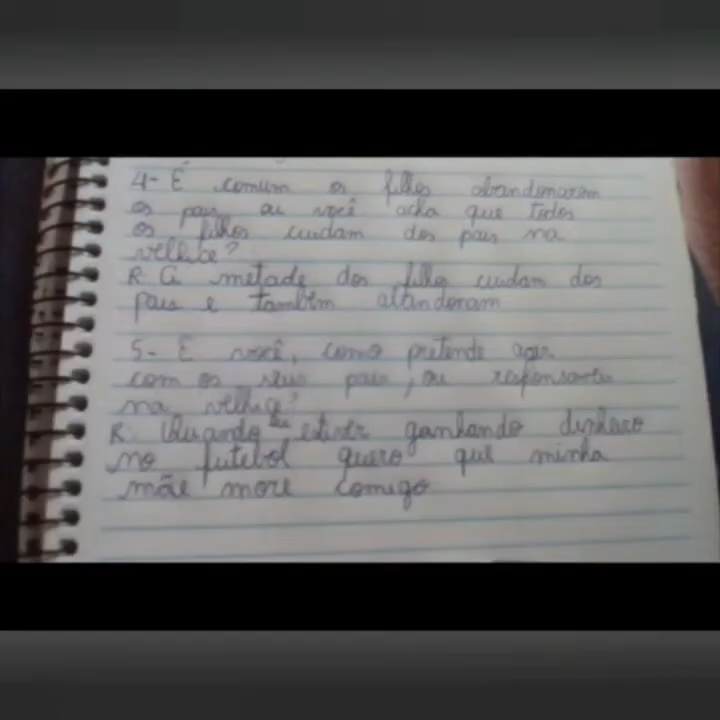 4- É comum os filhos abandonarem
os pais ou você acha que todos
os filhos cuidam dos pais na
velhice?
R. A metade dos filhos cuidam dos
pais e também abandonam
5- E você, como pretende agir
com os seus pais, ou responsavéis
na velhice?
R. Quando eu estiver ganhando dinheiro
no futebol quero que minha
mãe more comigo